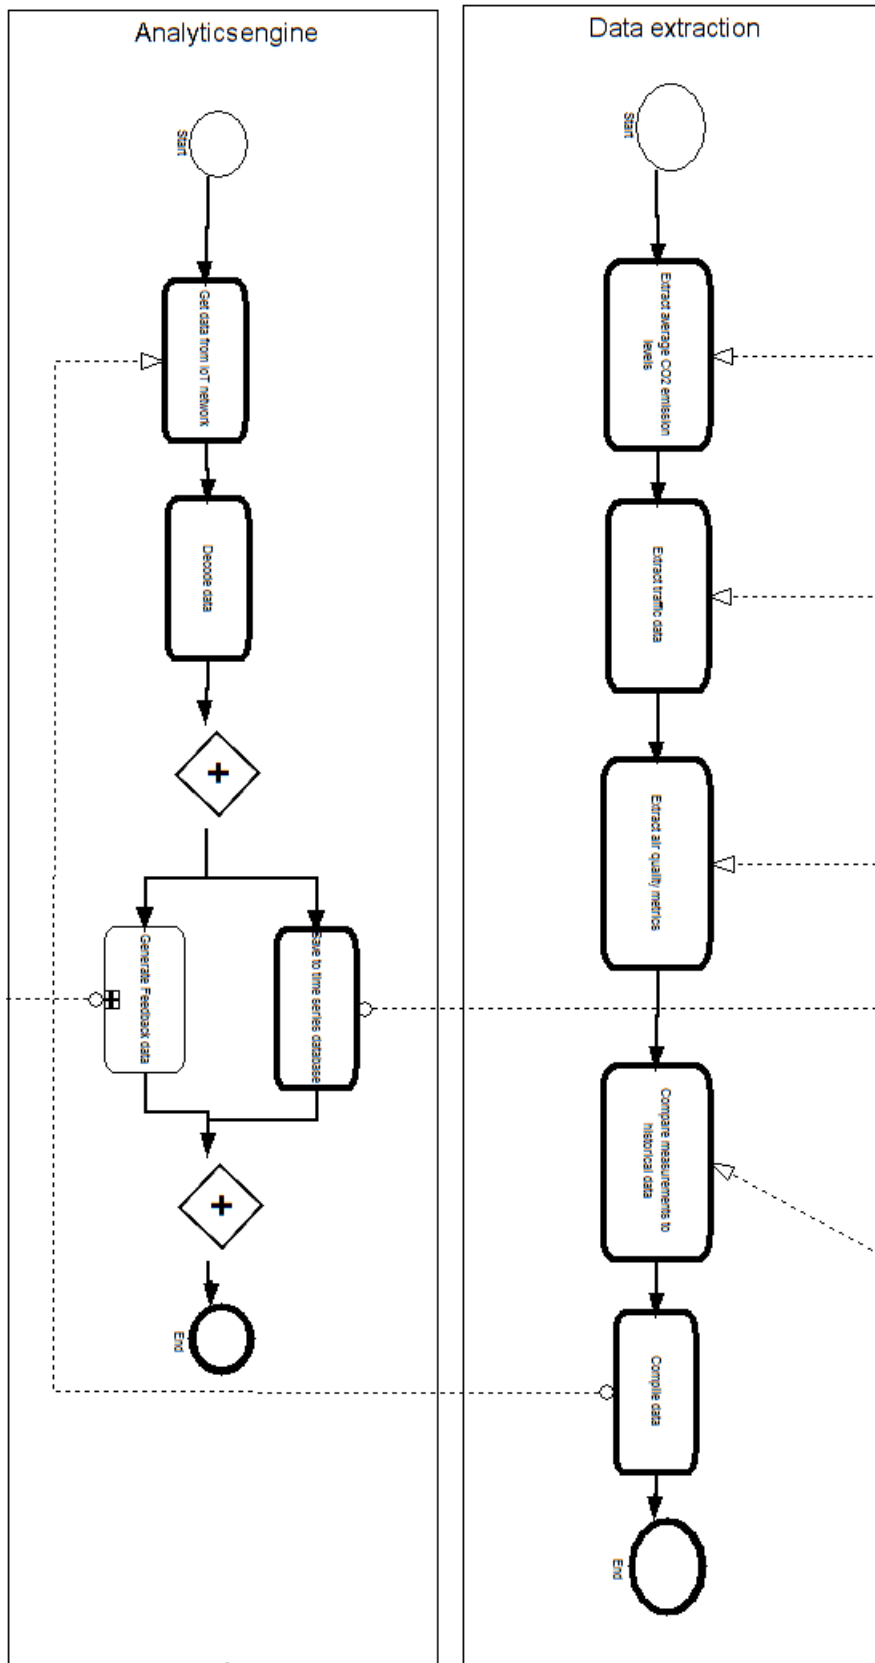 Analyticsengine
Start
Get data from IoT network
Decode data
+
Generate Feedback data
Save to time series database
+
End
Data extraction
Start
Extract average CO2 emission
levels
Extract traffic data
Extract air quality metrics
Compare measurements to
historical data
Compile data
End